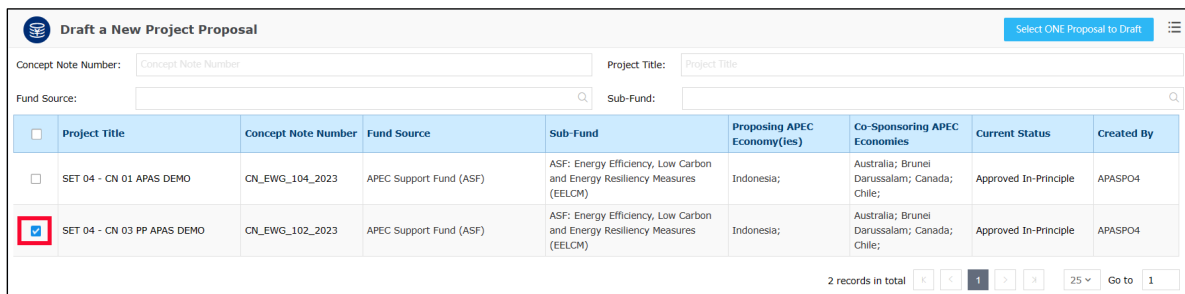 Draft a New Project Proposal
Select ONE Proposal to Draft
Concept Note Number: Concept Note Number
Project Title: Project Title
Fund Source:
Sub-Fund:
Project Title Concept Note Number Fund Source Sub-Fund Proposing APEC Economy(ies) Co-Sponsoring APEC Economies Current Status Created By
SET 04 - CN 01 APAS DEMO CN_EWG_104_2023 APEC Support Fund (ASF) ASF: Energy Efficiency, Low Carbon and Energy Resiliency Measures (EELCM) Indonesia; Australia; Brunei Darussalam; Canada; Chile; Approved In-Principle APASPO4
SET 04 - CN 03 PP APAS DEMO CN_EWG_102_2023 APEC Support Fund (ASF) ASF: Energy Efficiency, Low Carbon and Energy Resiliency Measures (EELCM) Indonesia; Australia; Brunei Darussalam; Canada; Chile; Approved In-Principle APASPO4
2 records in total 1 25 Go to 1